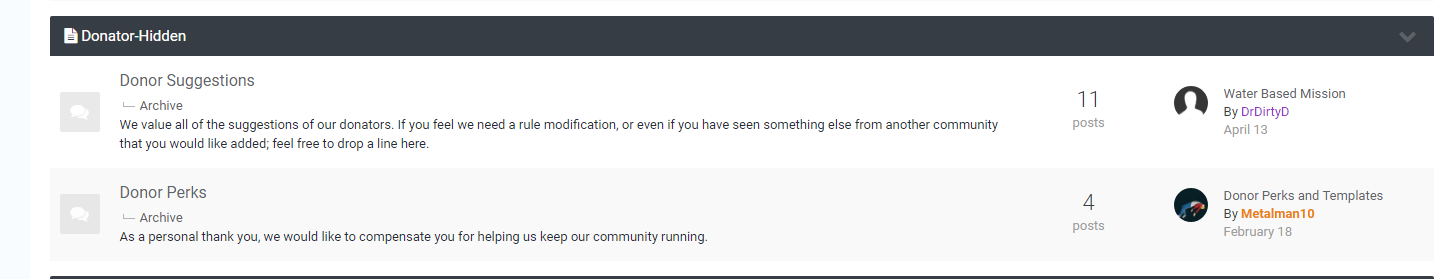 Donator-Hidden
Donor Suggestions
Archive
We value all of the suggestions of our donators. If you feel we need a rule modification, or even if you have seen something else from another community
that you would like added; feel free to drop a line here.
11
posts
Water Based Mission
By DrDirtyD
April 13
Donor Perks
Archive
As a personal thank you, we would like to compensate you for helping us keep our community running.
4
posts
Donor Perks and Templates
By Metalman10
February 18